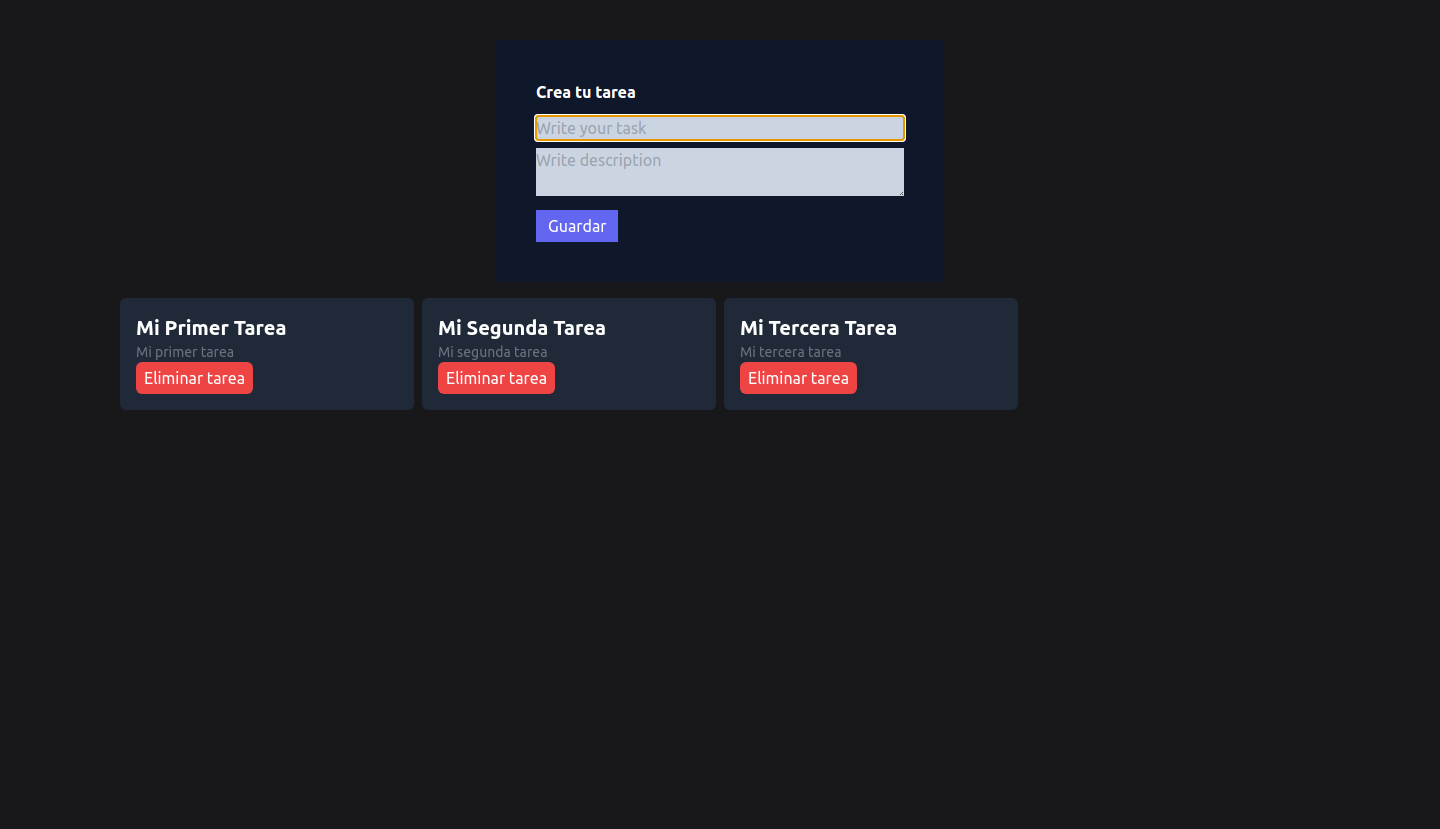 Crea tu tarea
Write your task
Write description
Guardar
Mi Primer Tarea
Mi primer tarea
Eliminar tarea
Mi Segunda Tarea
Mi segunda tarea
Eliminar tarea
Mi Tercera Tarea
Mi tercera tarea
Eliminar tarea